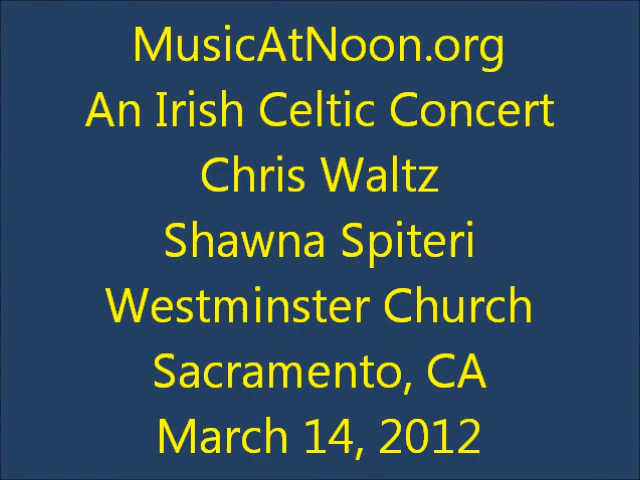 MusicAtNoon.org
An Irish Celtic Concert
Chris Waltz
Shawna Spiteri
Westminster Church
Sacramento, CA
March 14, 2012